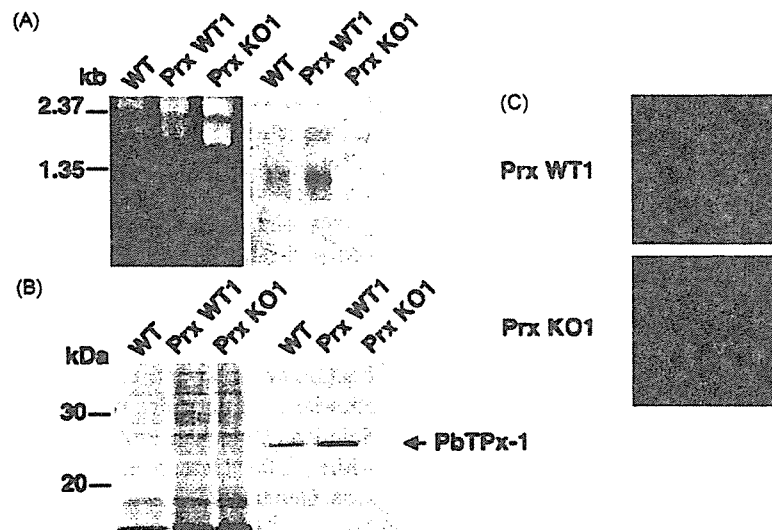 (A)
kb WT Prx WT1 Prx KO1 WT Prx WT1 Prx KO1
2.37
1.35
(B)
kDa WT Prx WT1 Prx KO1 WT Prx WT1 Prx KO1
30
20
PbTPx-1
(C)
Prx WT1
Prx KO1